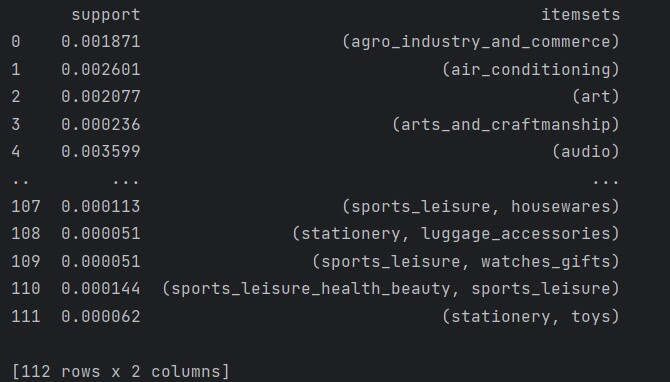 support itemsets
0 0.001871 (agro_industry_and_commerce)
1 0.002601 (air_conditioning)
2 0.002077 (art)
3 0.000236 (arts_and_craftmanship)
4 0.003599 (audio)
.. ... ...
107 0.000113 (sports_leisure, housewares)
108 0.000051 (stationery, luggage_accessories)
109 0.000051 (sports_leisure, watches_gifts)
110 0.000144 (sports_leisure_health_beauty, sports_leisure)
111 0.000062 (stationery, toys)
[112 rows x 2 columns]